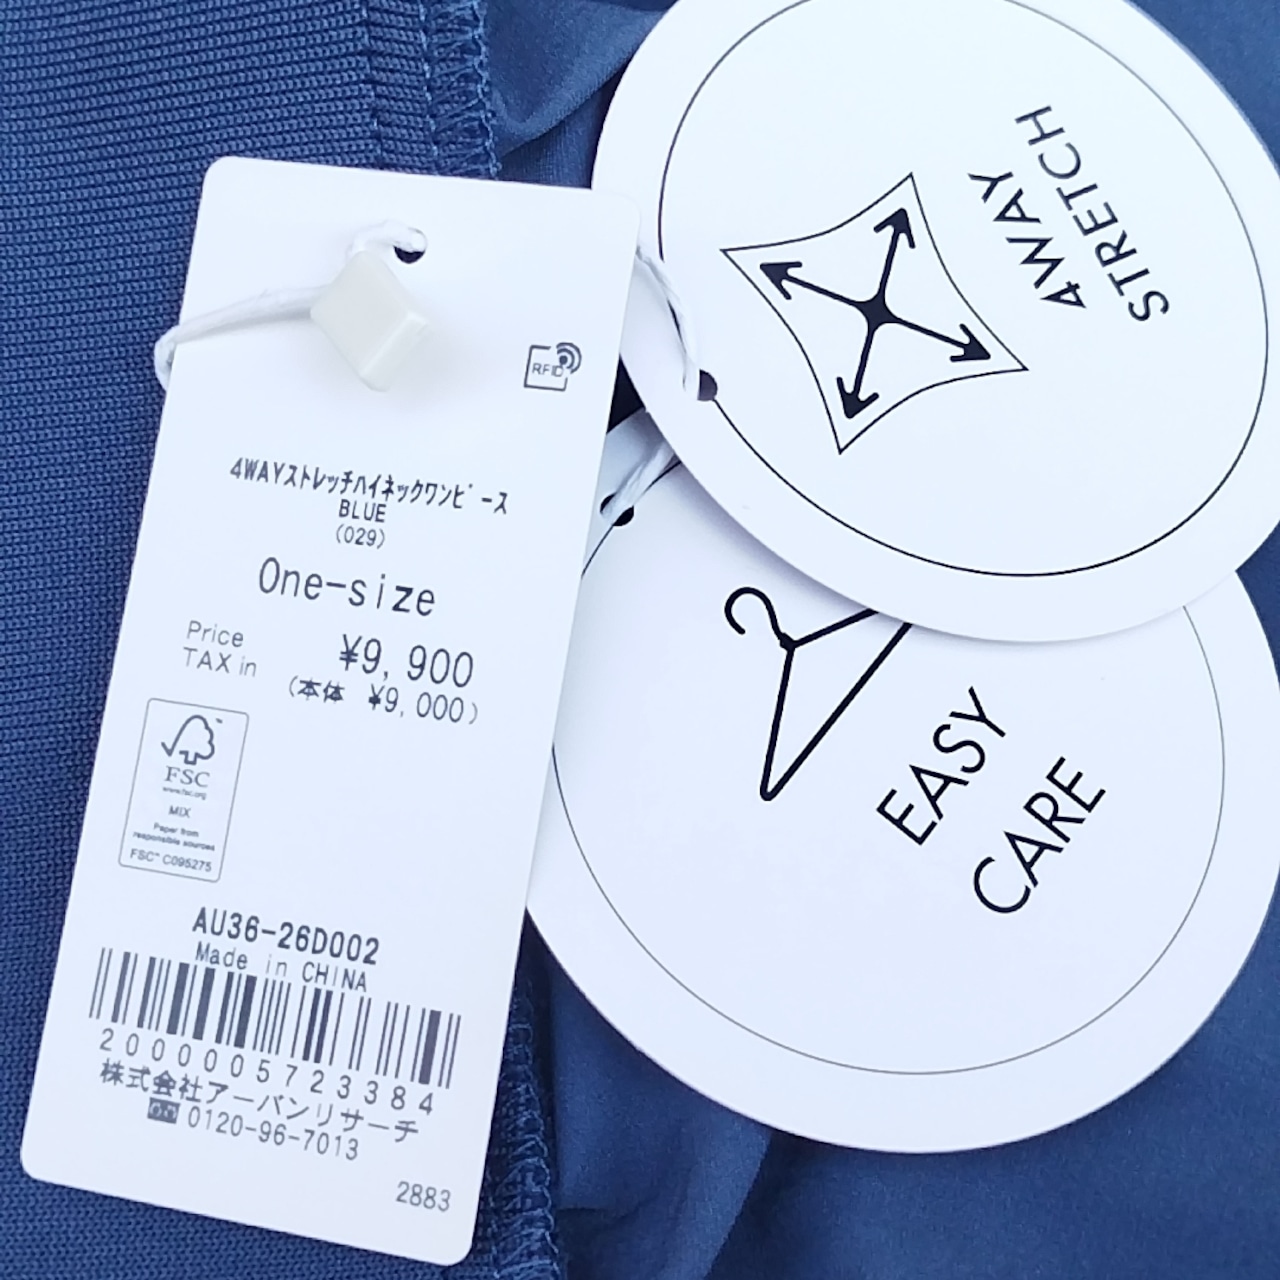 RFID
4WAYストレッチハイネックワンピース
BLUE
(029)
One-size
Price
TAX in
¥9,900
(本体 ¥9,000)
FSC™
www.fsc.org
MIX
Paper from
responsible sources
FSC™ C095275
AU36-26D002
Made in CHINA
2000005723384
株式会社アーバンリサーチ
0120-96-7013
2883
4WAY
STRETCH
EASY
CARE